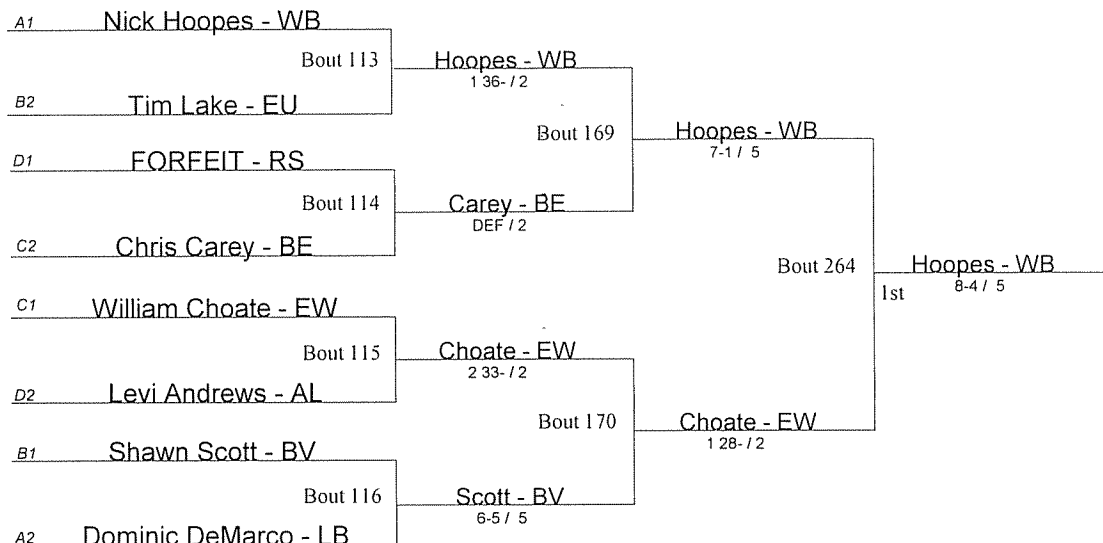 A1 Nick Hoopes - WB
Bout 113
Hoopes - WB
1 36- / 2
B2 Tim Lake - EU
Bout 169
Hoopes - WB
7-1 / 5
D1 FORFEIT - RS
Bout 114
Carey - BE
DEF / 2
C2 Chris Carey - BE
Bout 264
Hoopes - WB
8-4 / 5
1st
C1 William Choate - EW
Bout 115
Choate - EW
2 33- / 2
D2 Levi Andrews - AL
Bout 170
Choate - EW
1 28- / 2
B1 Shawn Scott - BV
Bout 116
Scott - BV
6-5 / 5
A2 Dominic DeMarco - LB